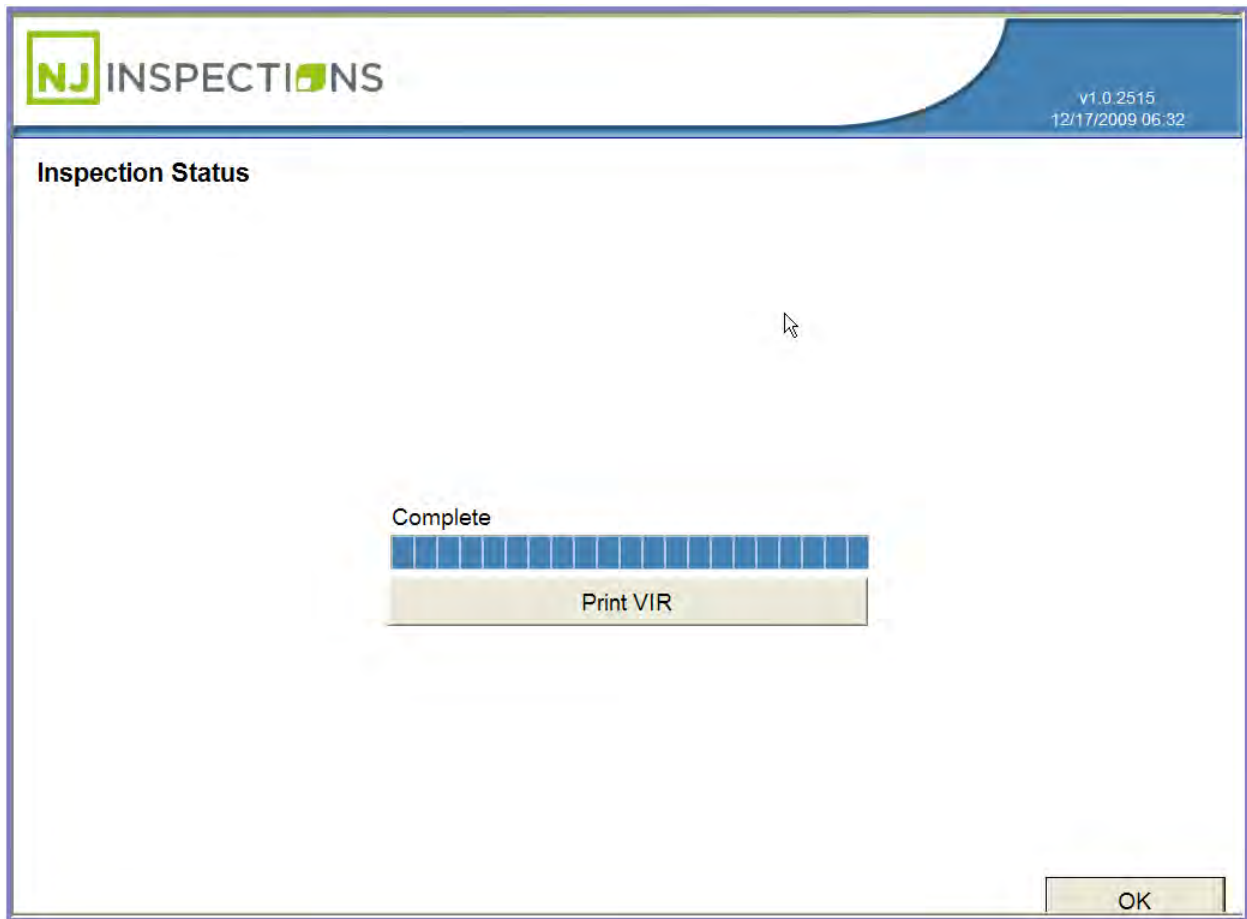 NJ INSPECTIONS
v1.0.2515
12/17/2009 06:32
Inspection Status
Complete
Print VIR
OK